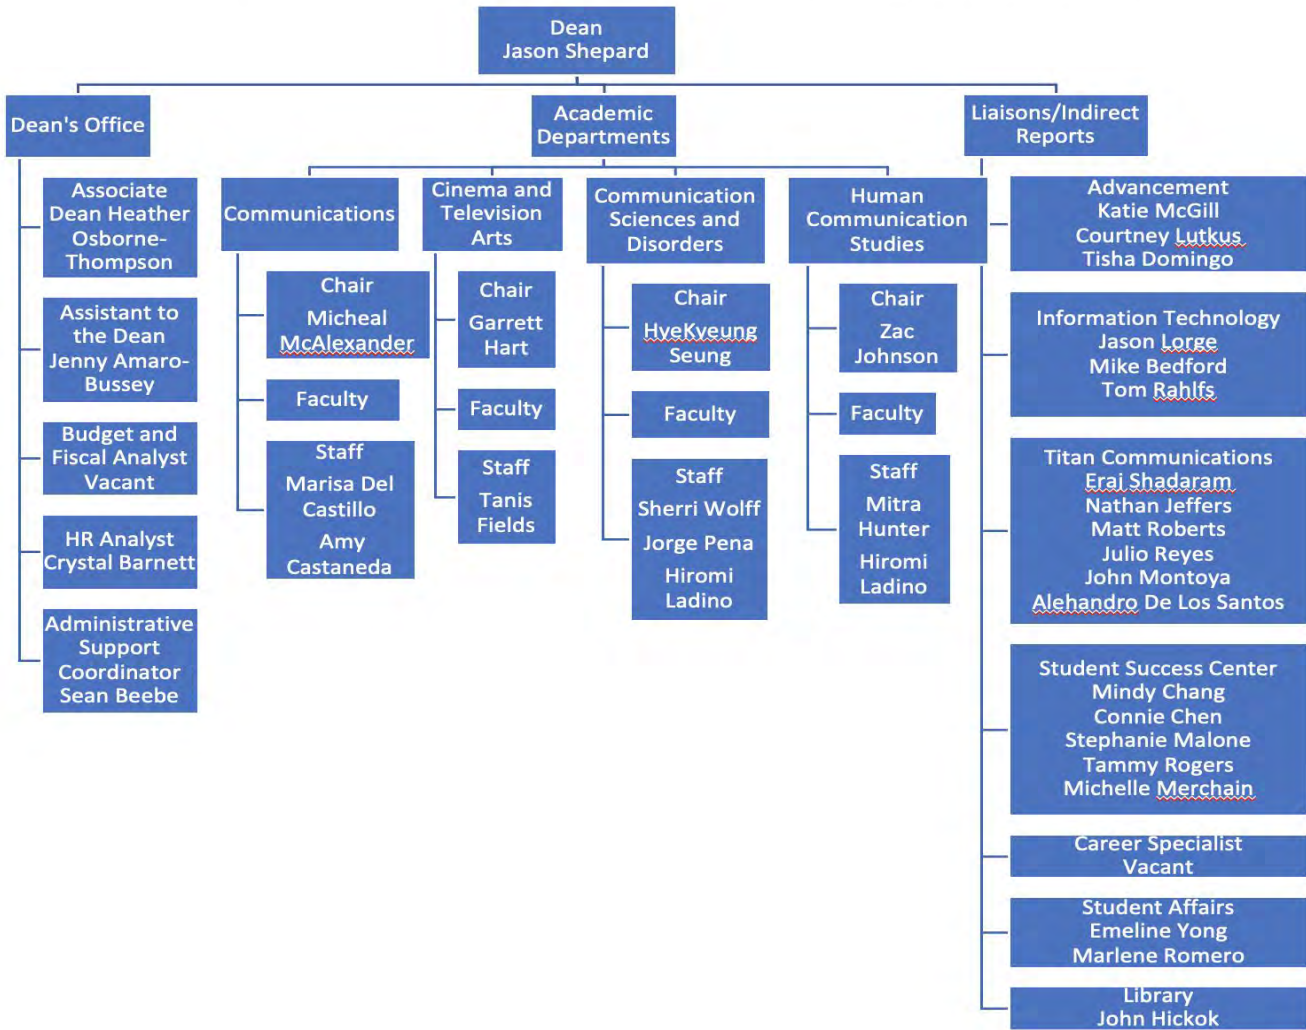 Dean
Jason Shepard
Dean's Office
Academic
Departments
Liaisons/Indirect
Reports
Associate
Dean Heather
Osborne-
Thompson
Assistant to
the Dean
Jenny Amaro-
Bussey
Budget and
Fiscal Analyst
Vacant
HR Analyst
Crystal Barnett
Administrative
Support
Coordinator
Sean Beebe
Communications
Chair
Micheal
McAlexander
Faculty
Staff
Marisa Del
Castillo
Amy
Castaneda
Cinema and
Television
Arts
Chair
Garrett
Hart
Faculty
Staff
Tanis
Fields
Communication
Sciences and
Disorders
Chair
HyeKyeung
Seung
Faculty
Staff
Sherri Wolff
Jorge Pena
Hiromi
Ladino
Human
Communication
Studies
Chair
Zac
Johnson
Faculty
Staff
Mitra
Hunter
Hiromi
Ladino
Advancement
Katie McGill
Courtney Lutkus
Tisha Domingo
Information Technology
Jason Lorge
Mike Bedford
Tom Rahlfs
Titan Communications
Eraj Shadaram
Nathan Jeffers
Matt Roberts
Julio Reyes
John Montoya
Alehandro De Los Santos
Student Success Center
Mindy Chang
Connie Chen
Stephanie Malone
Tammy Rogers
Michelle Merchain
Career Specialist
Vacant
Student Affairs
Emeline Yong
Marlene Romero
Library
John Hickok